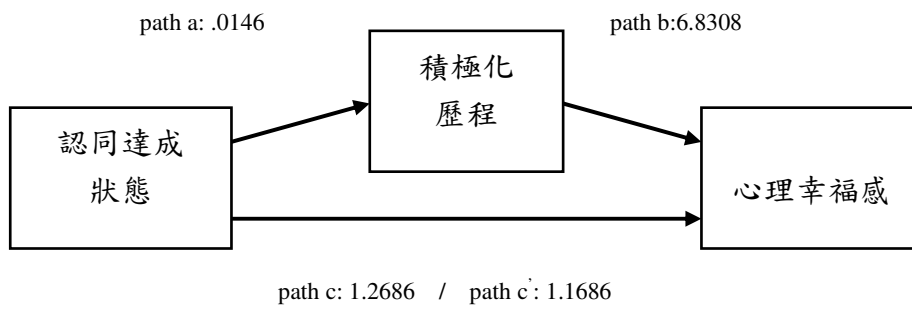 path a: .0146
path b:6.8308
積極化
歷程
認同達成
狀態
心理幸福感
path c: 1.2686 / path c’: 1.1686